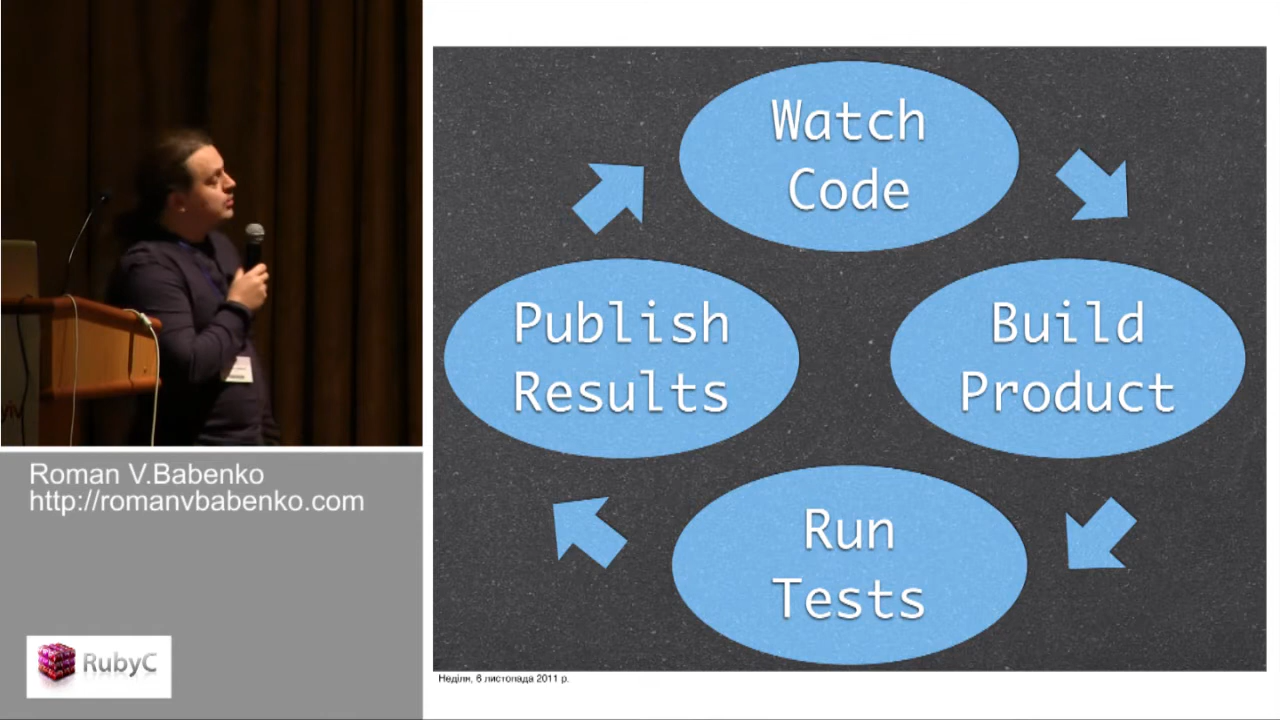 Watch
Code
Publish
Results
Build
Product
Run
Tests
Roman V.Babenko
http://romanvbabenko.com
RubyC
Неділя, 6 листопада 2011 р.